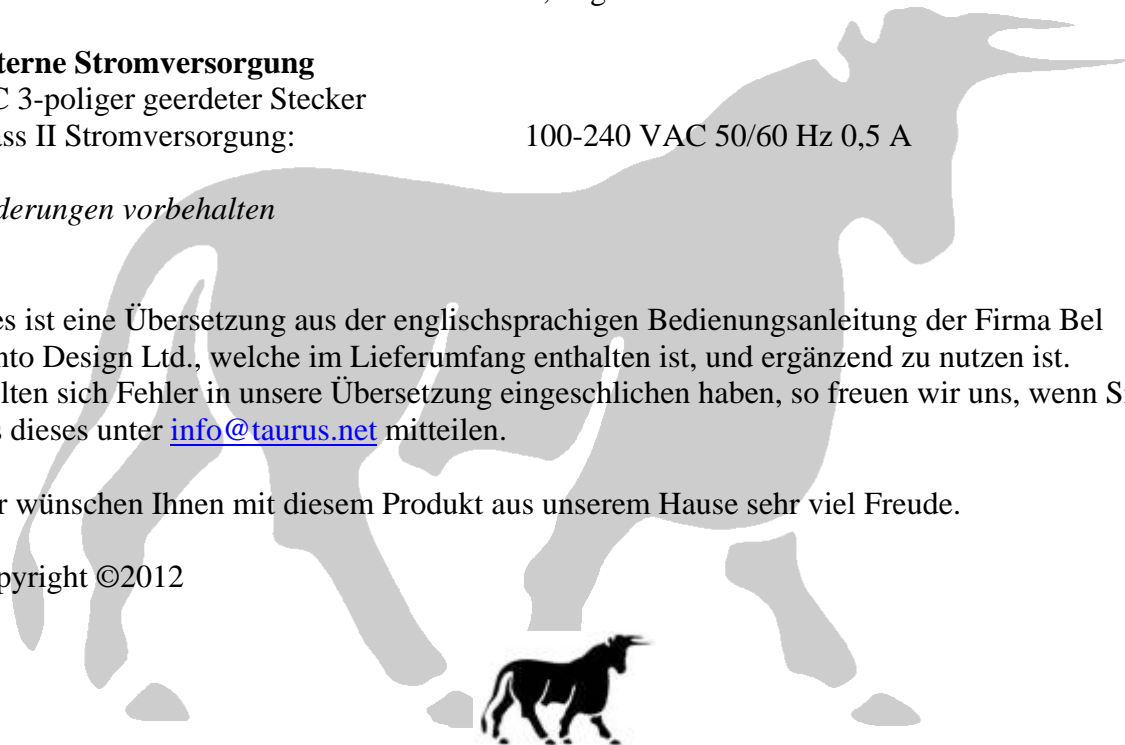 terne Stromversorgung
C 3-poliger geerdeter Stecker
ass II Stromversorgung: 100-240 VAC 50/60 Hz 0,5 A
derungen vorbehalten
es ist eine Übersetzung aus der englischsprachigen Bedienungsanleitung der Firma Bel
nto Design Ltd., welche im Lieferumfang enthalten ist, und ergänzend zu nutzen ist.
lten sich Fehler in unsere Übersetzung eingeschlichen haben, so freuen wir uns, wenn Si
s dieses unter info@taurus.net mitteilen.
r wünschen Ihnen mit diesem Produkt aus unserem Hause sehr viel Freude.
pyright ©2012